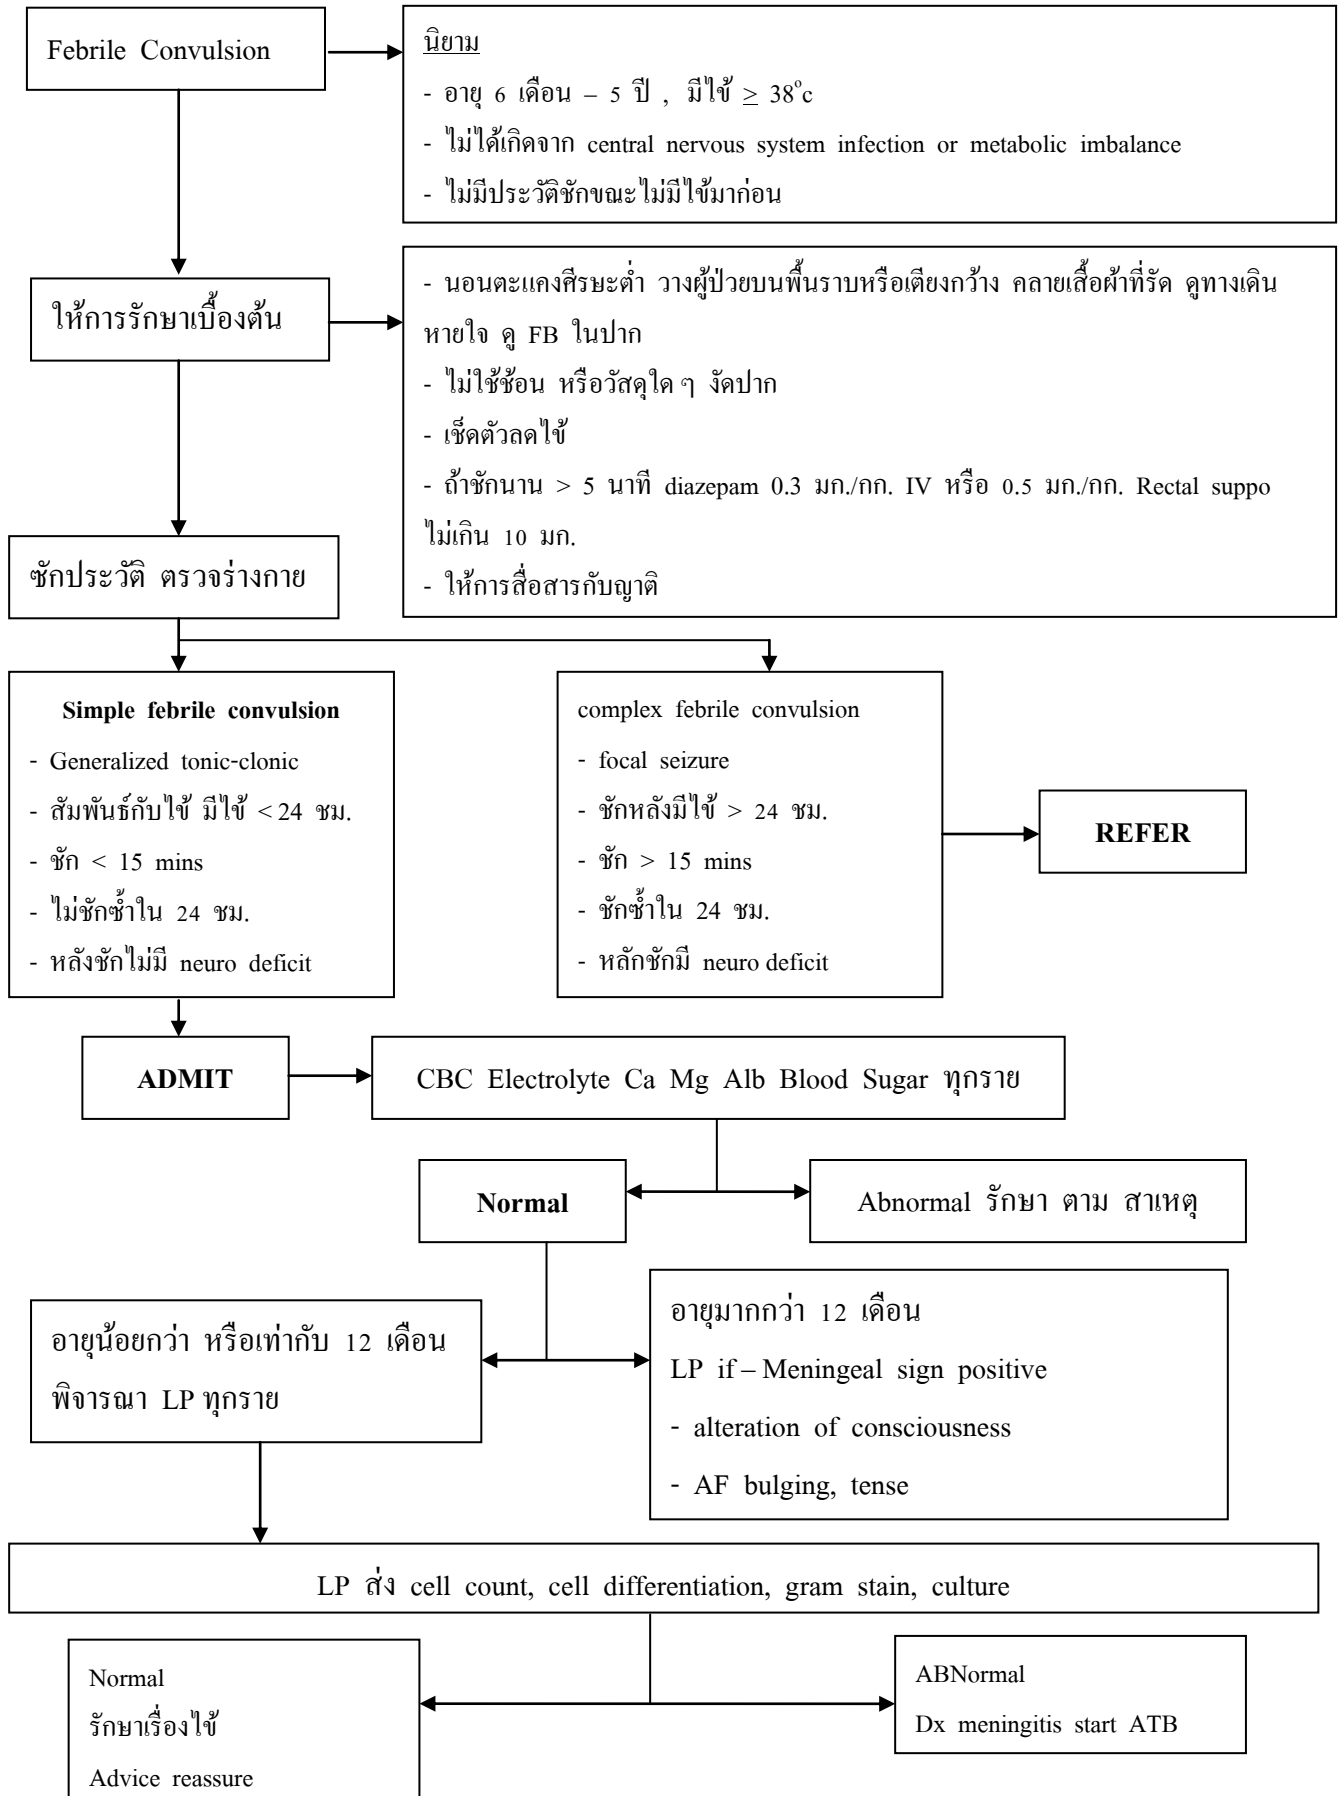 Febrile Convulsion
นิยาม
- อายุ 6 เดือน – 5 ปี , มีไข้ ≥ 38°c
- ไม่ได้เกิดจาก central nervous system infection or metabolic imbalance
- ไม่มีประวัติชักขณะไม่มีไข้มาก่อน
ให้การรักษาเบื้องต้น
- นอนตะแคงศีรษะต่ำ วางผู้ป่วยบนพื้นราบหรือเตียงกว้าง คลายเสื้อผ้าที่รัด ดูทางเดิน
หายใจ ดู FB ในปาก
- ไม่ใช้ช้อน หรือวัสดุใด ๆ งัดปาก
- เช็ดตัวลดไข้
- ถ้าชักนาน > 5 นาที diazepam 0.3 มก./กก. IV หรือ 0.5 มก./กก. Rectal suppo
ไม่เกิน 10 มก.
- ให้การสื่อสารกับญาติ
ซักประวัติ ตรวจร่างกาย
Simple febrile convulsion
- Generalized tonic-clonic
- สัมพันธ์กับไข้ มีไข้ < 24 ชม.
- ชัก < 15 mins
- ไม่ชักซ้ำใน 24 ชม.
- หลังชักไม่มี neuro deficit
complex febrile convulsion
- focal seizure
- ชักหลังมีไข้ > 24 ชม.
- ชัก > 15 mins
- ชักซ้ำใน 24 ชม.
- หลักชักมี neuro deficit
REFER
ADMIT
CBC Electrolyte Ca Mg Alb Blood Sugar ทุกราย
Normal
Abnormal รักษา ตาม สาเหตุ
อายุน้อยกว่า หรือเท่ากับ 12 เดือน
พิจารณา LP ทุกราย
อายุมากกว่า 12 เดือน
LP if – Meningeal sign positive
- alteration of consciousness
- AF bulging, tense
LP ส่ง cell count, cell differentiation, gram stain, culture
Normal
รักษาเรื่องไข้
Advice reassure
ABNormal
Dx meningitis start ATB